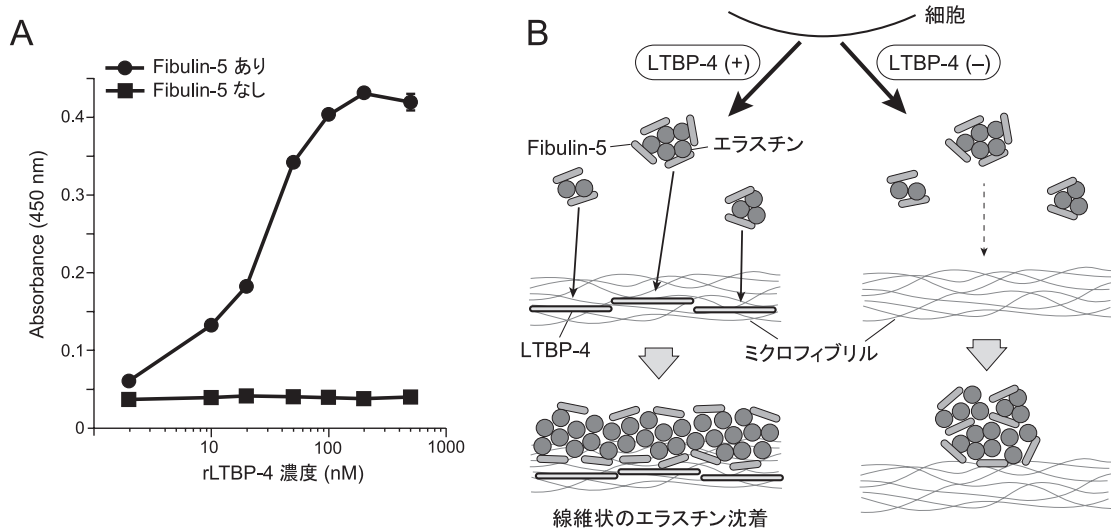 A
Fibulin-5 あり
Fibulin-5 なし
0.4
0.3
0.2
0.1
0
Absorbance (450 nm)
10
100
1000
rLTBP-4 濃度 (nM)
B
細胞
LTBP-4 (+)
LTBP-4 (–)
Fibulin-5
エラスチン
LTBP-4
ミクロフィブリル
線維状のエラスチン沈着